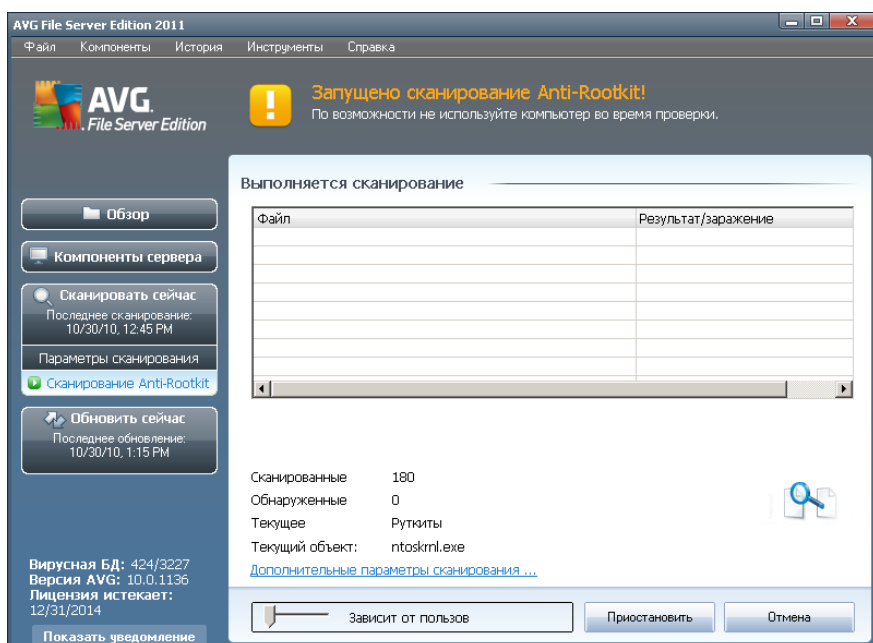 AVG File Server Edition 2011
Файл Компоненты История Инструменты Справка
AVG.
File Server Edition
Запущено сканирование Anti-Rootkit!
По возможности не используйте компьютер во время проверки.
Обзор
Компоненты сервера
Сканировать сейчас
Последнее сканирование:
10/30/10, 12:45 PM
Параметры сканирования
Сканирование Anti-Rootkit
Обновить сейчас
Последнее обновление:
10/30/10, 1:15 PM
Вирусная БД: 424/3227
Версия AVG: 10.0.1136
Лицензия истекает:
12/31/2014
Показать уведомление
Выполняется сканирование
Файл Результат/заражение
Сканированные 180
Обнаруженные 0
Текущее Руткиты
Текущий объект: ntoskrnl.exe
Дополнительные параметры сканирования ...
Зависит от пользов Приостановить Отмена